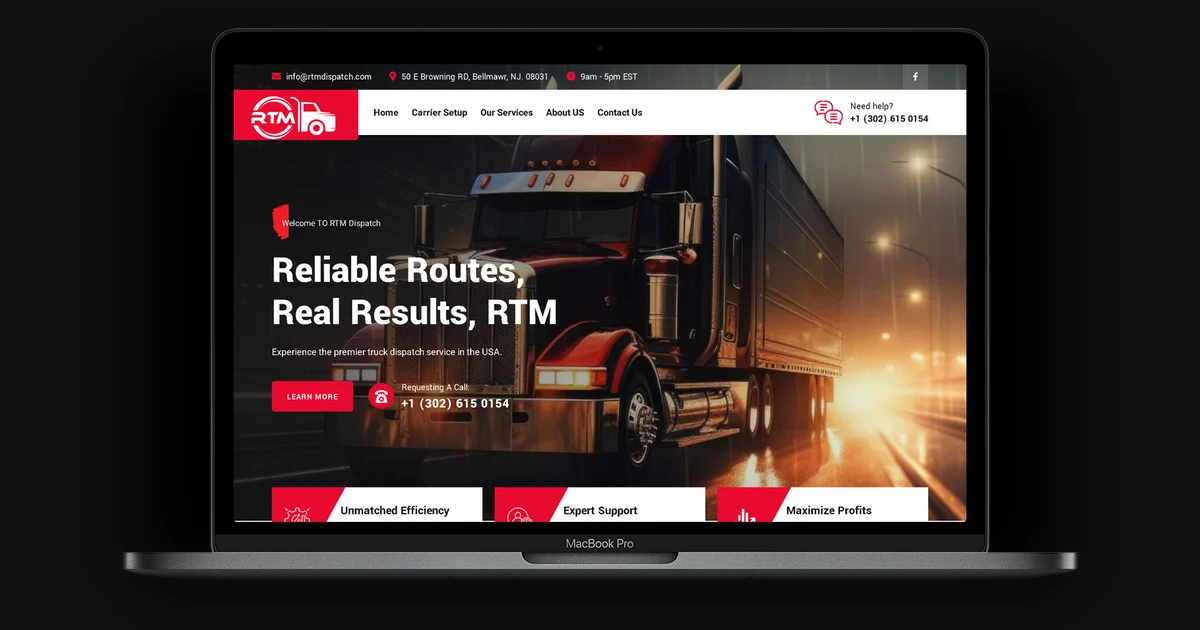 info@rtmdispatch.com 50 E Browning RD, Bellmawr, NJ. 08031 9am - 5pm EST
RTM Home Carrier Setup Our Services About US Contact Us Need help?
+1 (302) 615 0154
Welcome TO RTM Dispatch
Reliable Routes,
Real Results, RTM
Experience the premier truck dispatch service in the USA.
LEARN MORE Requesting A Call:
+1 (302) 615 0154
Unmatched Efficiency Expert Support Maximize Profits
MacBook Pro